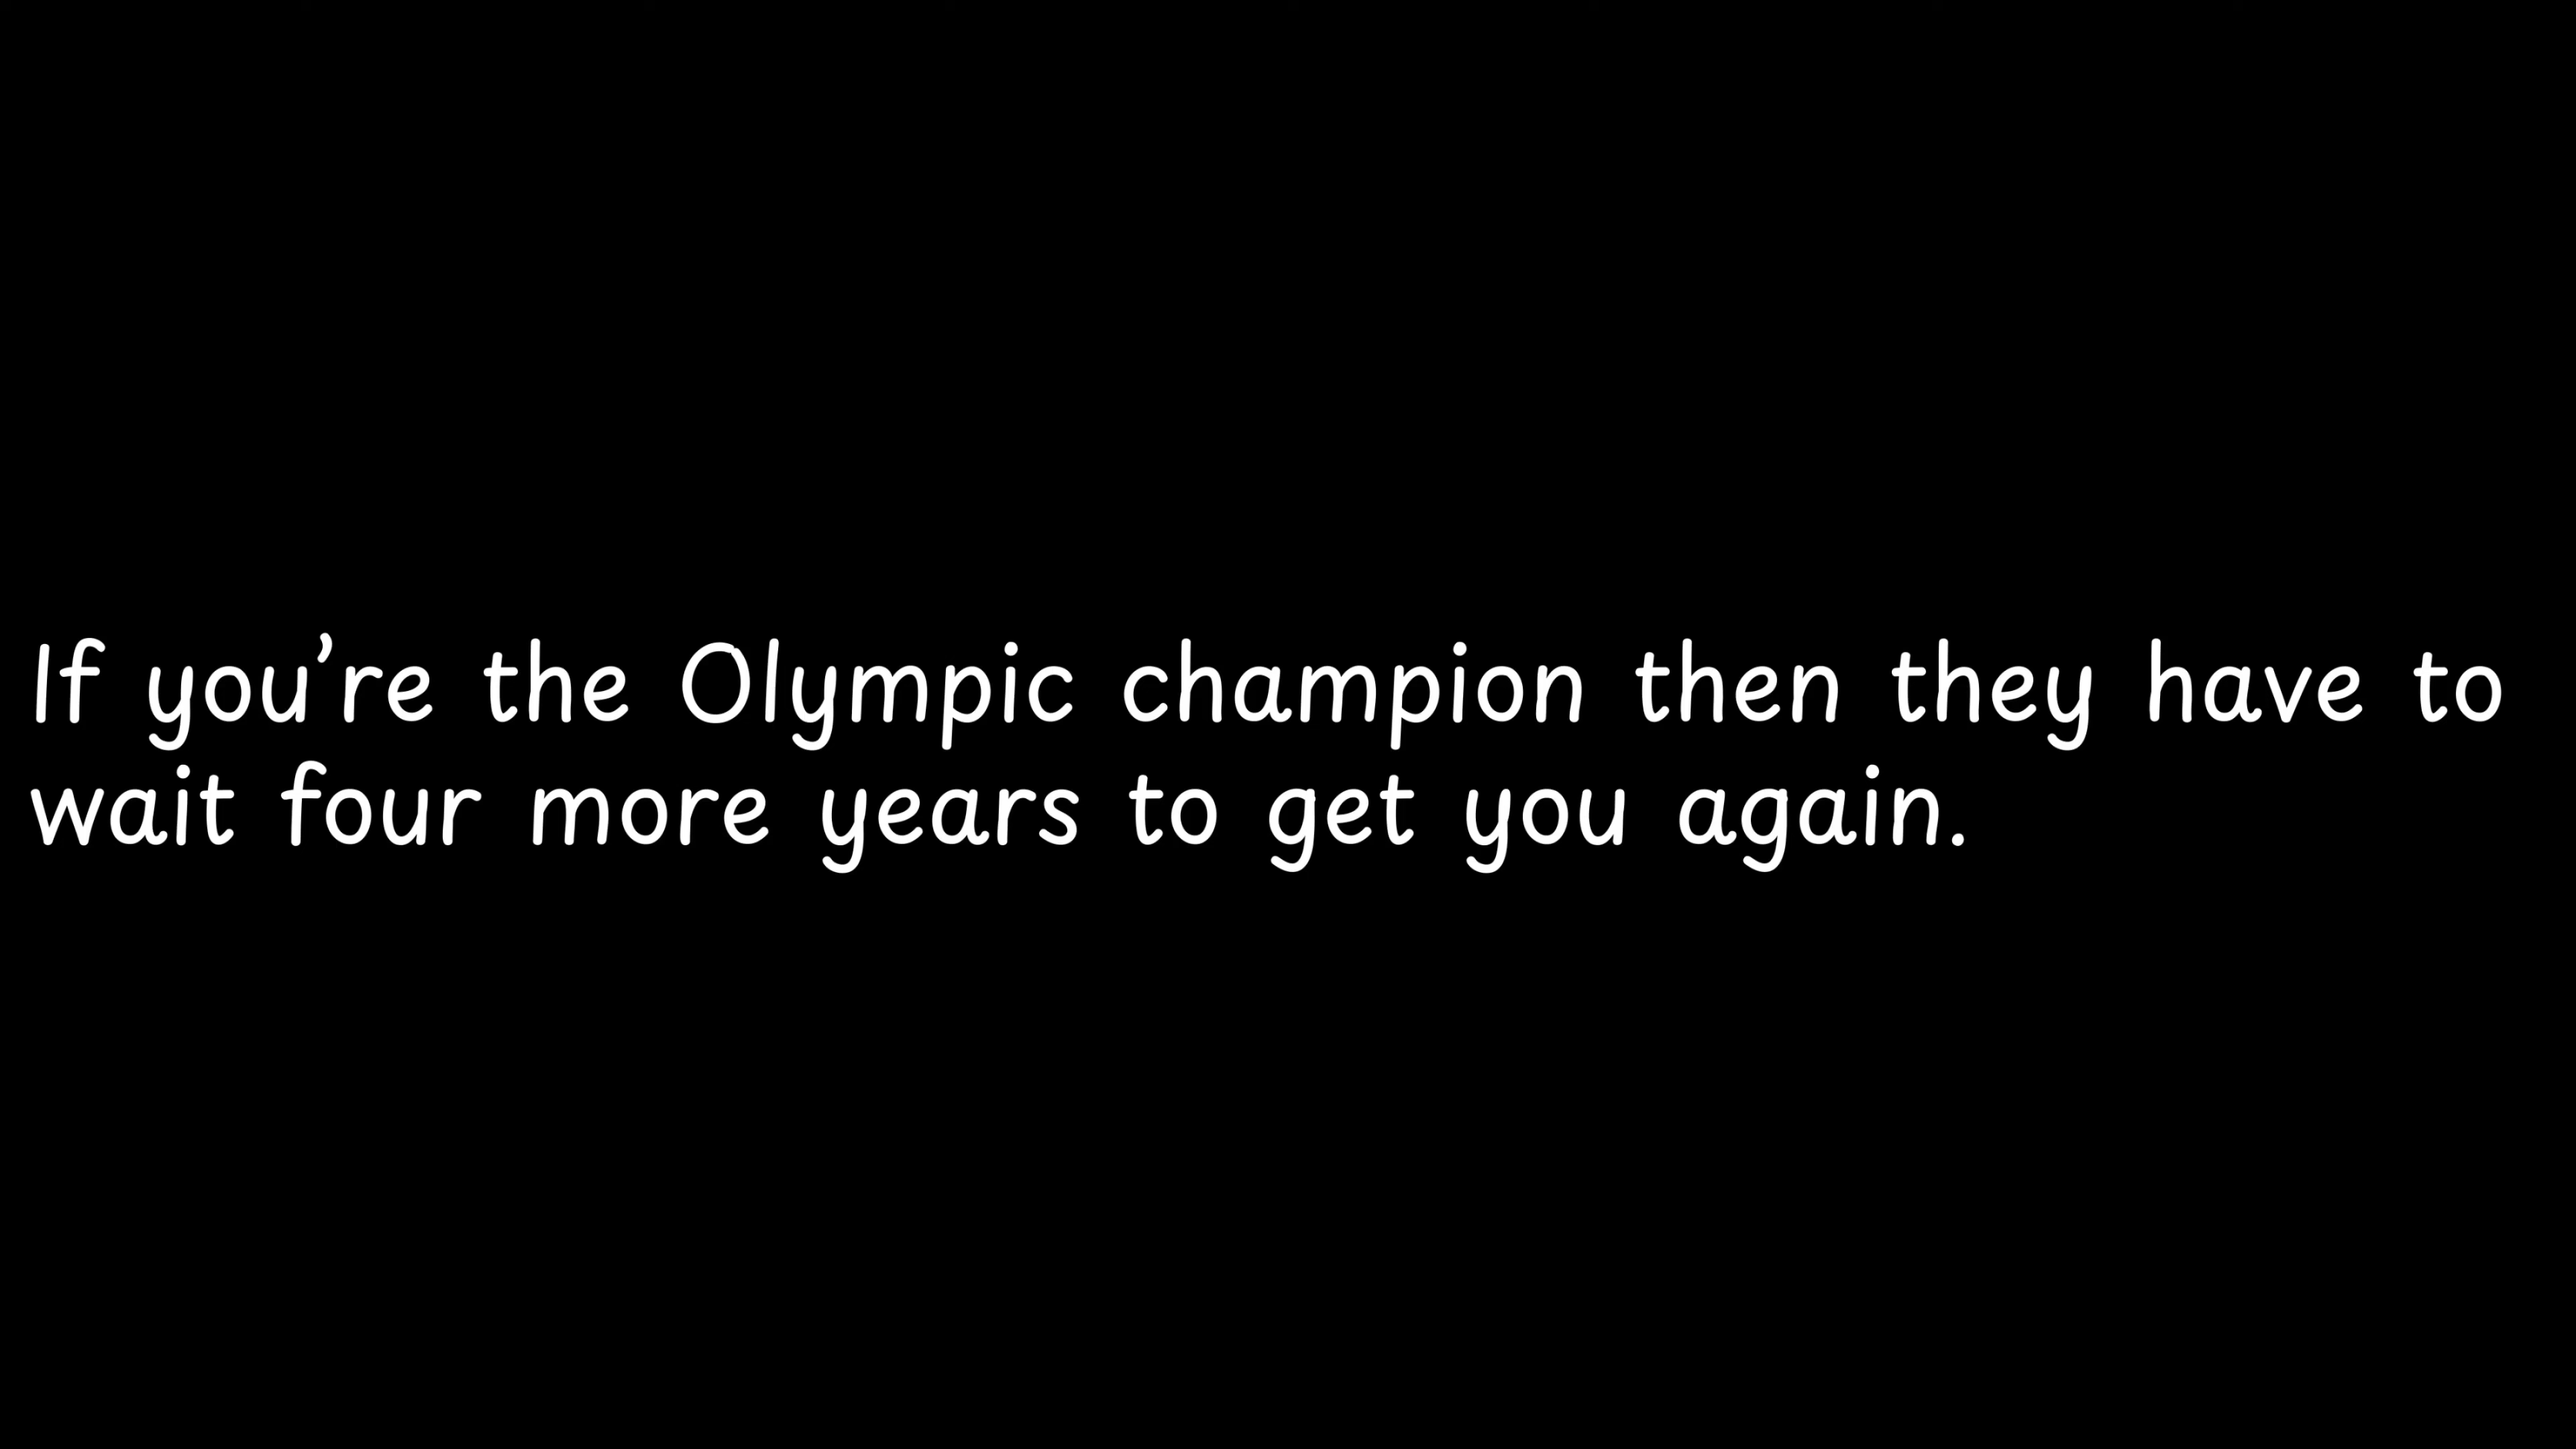 If you’re the Olympic champion then they have to
wait four more years to get you again.